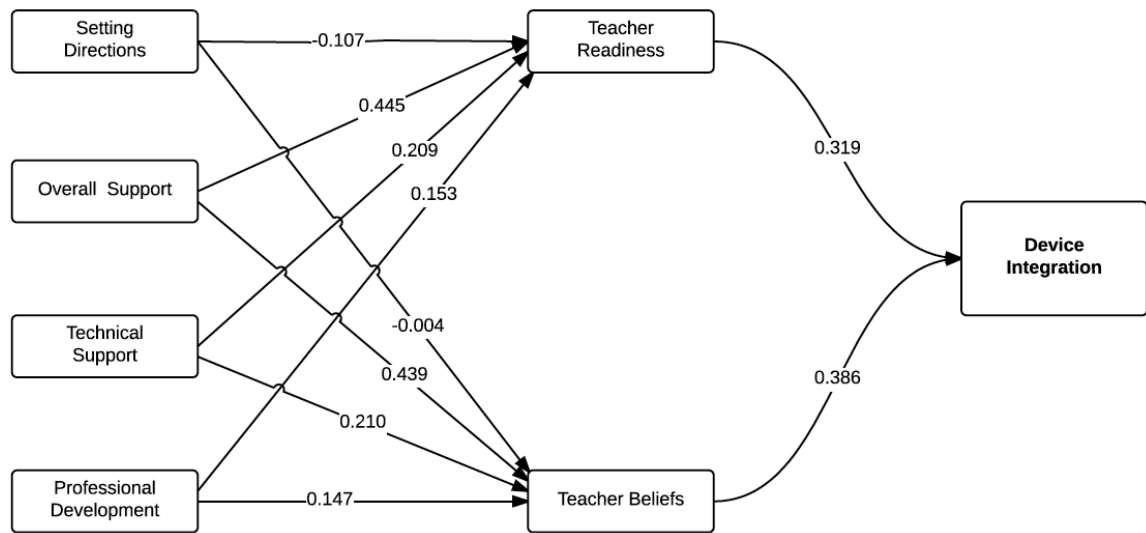 Setting
Directions
-0.107
Teacher
Readiness
0.445
0.209
0.319
Overall Support
0.153
Device
Integration
Technical
Support
-0.004
0.439
0.386
0.210
Professional
Development
0.147
Teacher Beliefs